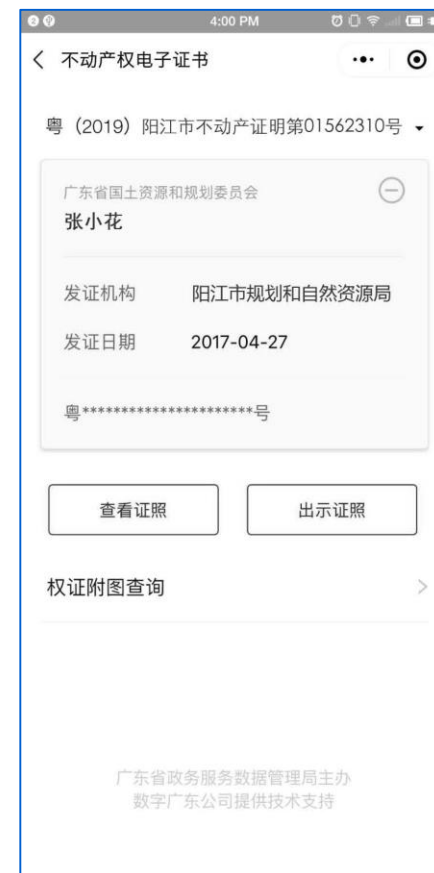 4:00 PM
不动产权电子证书
粤（2019）阳江市不动产证明第01562310号
广东省国土资源和规划委员会
张小花
发证机构 阳江市规划和自然资源局
发证日期 2017-04-27
粤**********************号
查看证照 出示证照
权证附图查询
广东省政务服务数据管理局主办
数字广东公司提供技术支持